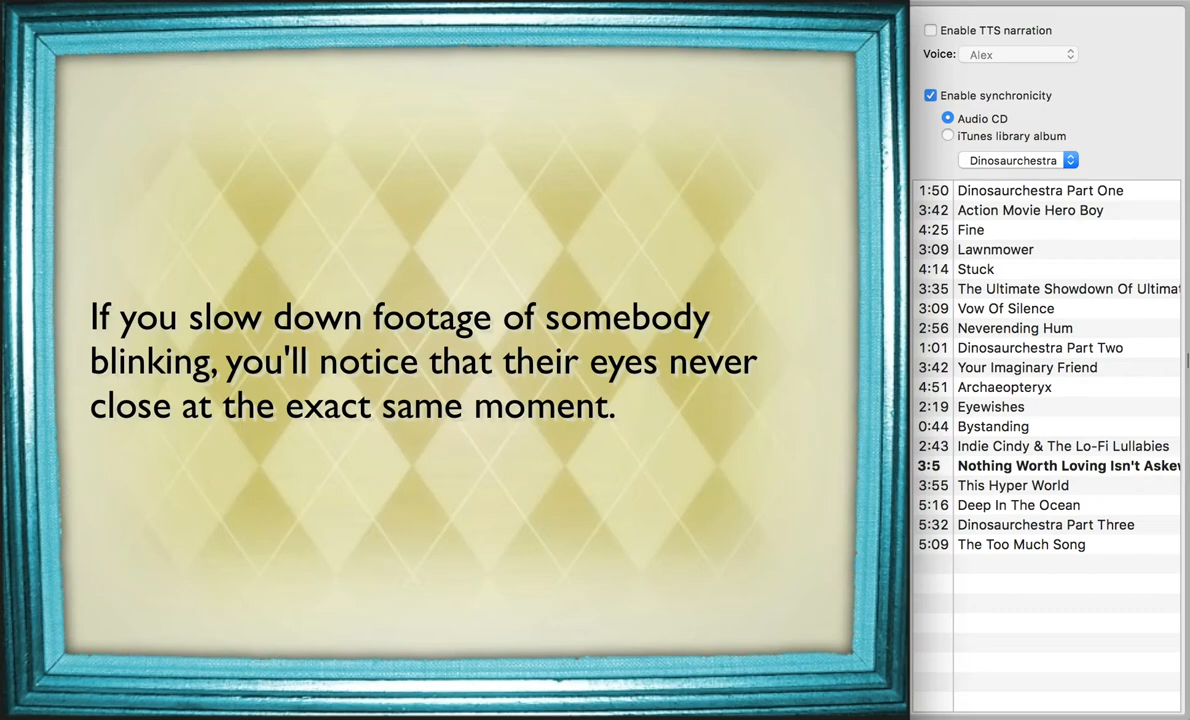 If you slow down footage of somebody
blinking, you'll notice that their eyes never
close at the exact same moment.
Enable TTS narration
Voice: Alex
Enable synchronicity
Audio CD
iTunes library album
Dinosaurchestra
1:50 Dinosaurchestra Part One
3:42 Action Movie Hero Boy
4:25 Fine
3:09 Lawnmower
4:14 Stuck
3:35 The Ultimate Showdown Of Ultimat
3:09 Vow Of Silence
2:56 Neverending Hum
1:01 Dinosaurchestra Part Two
3:42 Your Imaginary Friend
4:51 Archaeopteryx
2:19 Eyewishes
0:44 Bystanding
2:43 Indie Cindy & The Lo-Fi Lullabies
3:5 Nothing Worth Loving Isn't Askew
3:55 This Hyper World
5:16 Deep In The Ocean
5:32 Dinosaurchestra Part Three
5:09 The Too Much Song